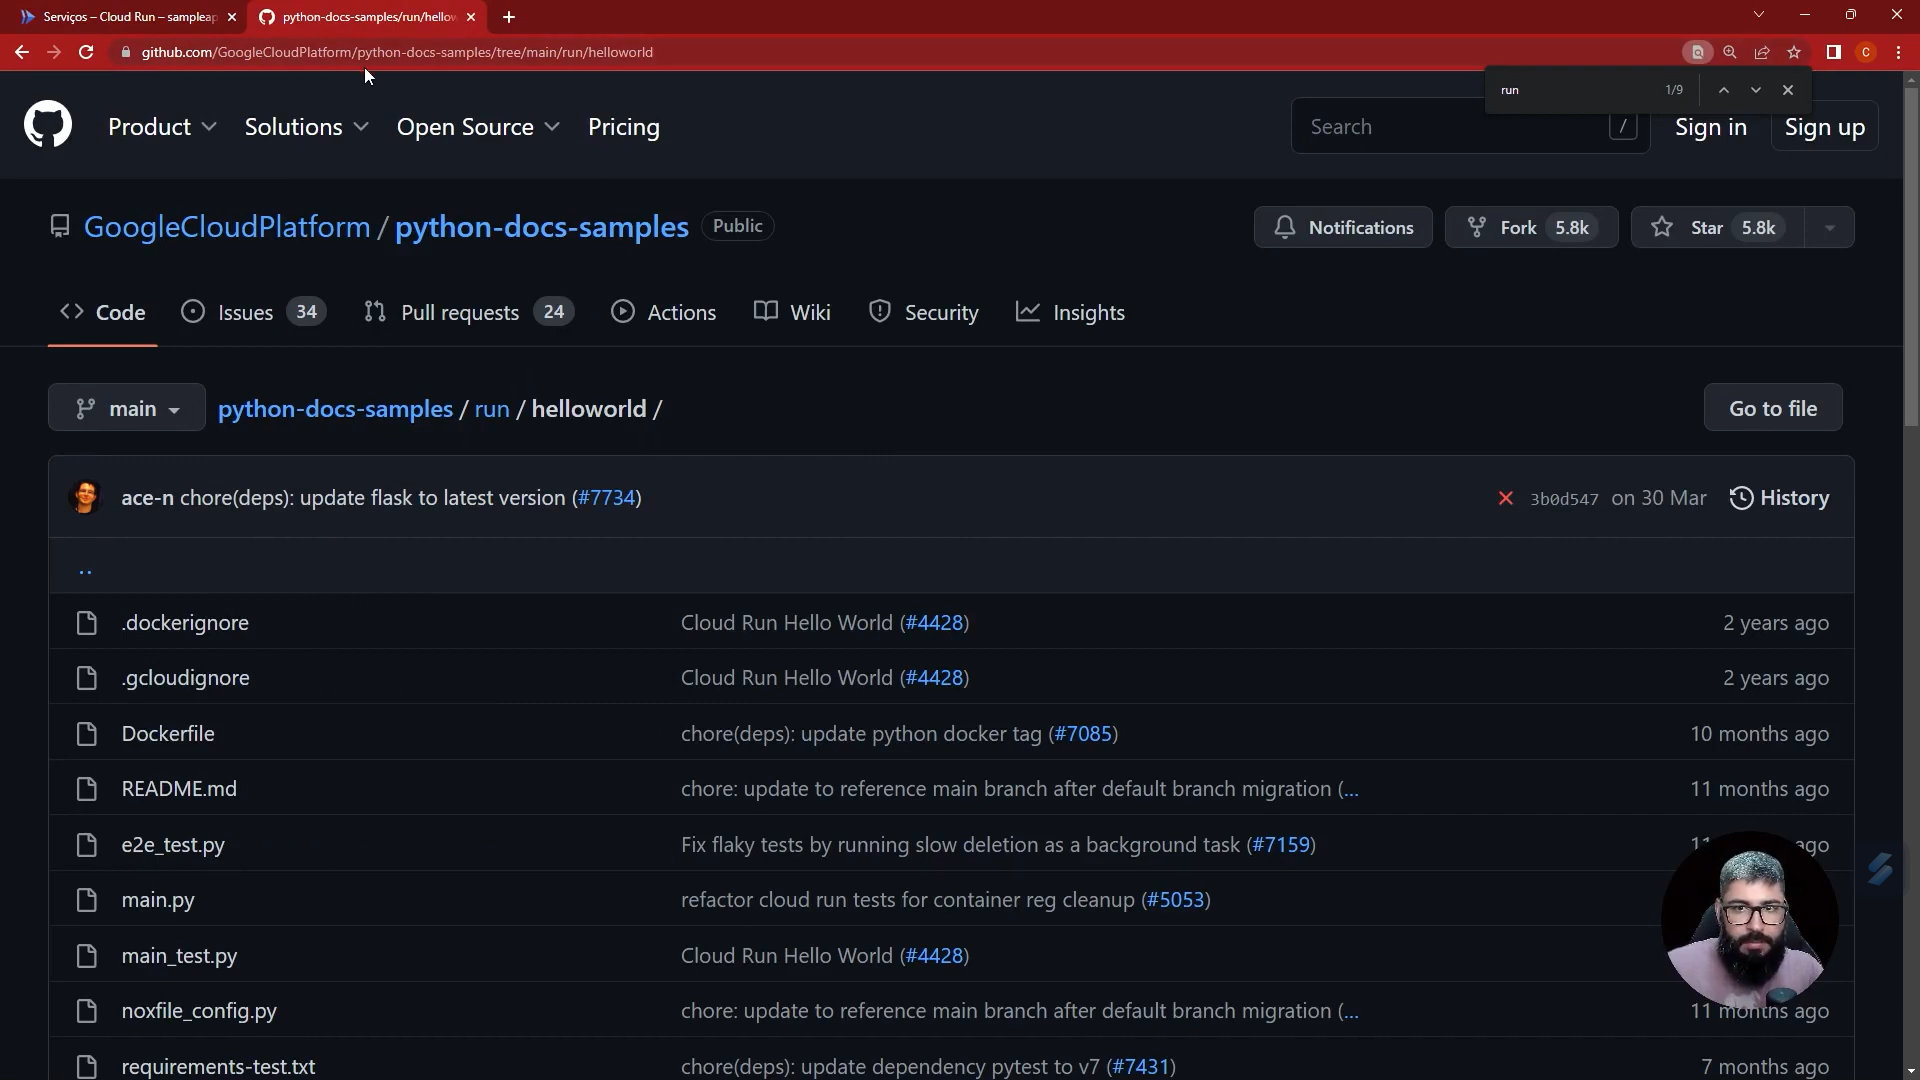 Serviços – Cloud Run – sampleap
python-docs-samples/run/hellow
github.com/GoogleCloudPlatform/python-docs-samples/tree/main/run/helloworld
C
run 1/9
Product Solutions Open Source Pricing Search / Sign in Sign up
GoogleCloudPlatform / python-docs-samples Public Notifications Fork 5.8k Star 5.8k
Code Issues 34 Pull requests 24 Actions Wiki Security Insights
main python-docs-samples / run / helloworld / Go to file
ace-n chore(deps): update flask to latest version (#7734) 3b0d547 on 30 Mar History
..
.dockerignore Cloud Run Hello World (#4428) 2 years ago
.gcloudignore Cloud Run Hello World (#4428) 2 years ago
Dockerfile chore(deps): update python docker tag (#7085) 10 months ago
README.md chore: update to reference main branch after default branch migration (... 11 months ago
e2e_test.py Fix flaky tests by running slow deletion as a background task (#7159) ago
main.py refactor cloud run tests for container reg cleanup (#5053)
main_test.py Cloud Run Hello World (#4428)
noxfile_config.py chore: update to reference main branch after default branch migration (... 11 months ago
requirements-test.txt chore(deps): update dependency pytest to v7 (#7431) 7 months ago